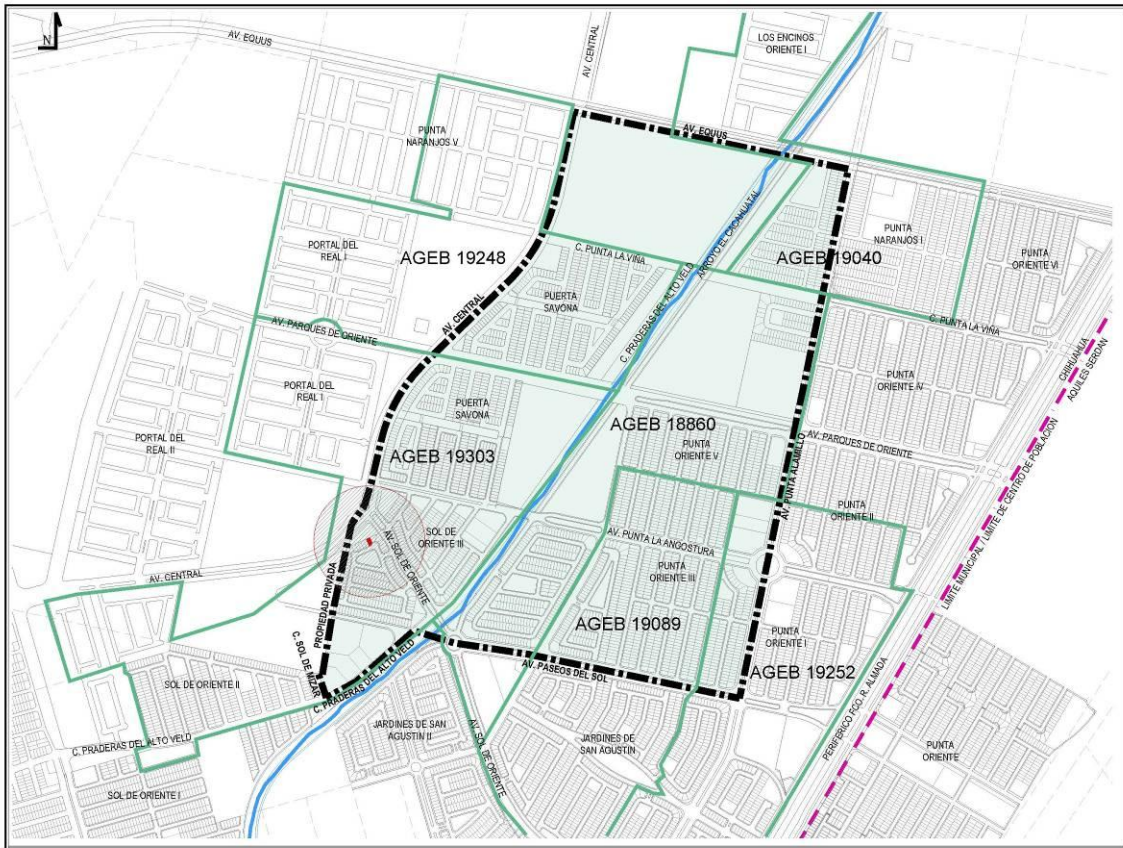 N
AV. EQUUS
AV. CENTRAL
LOS ENCINOS
ORIENTE I
PUNTA
NARANJOS V
AV. EQUUS
PORTAL DEL
REAL I
AGEB 19248
C. PUNTA LA VIÑA
ARROYO EL CACAHUATAL
AGEB 19040
PUNTA
NARANJOS I
PUNTA
ORIENTE VI
PUERTA
SAVONA
C. PRADERAS DEL ALTO VELD
AV. CENTRAL
C. PUNTA LA VIÑA
AV. PARQUES DE ORIENTE
CHIHUAHUA
AQUILES SERDAN
PORTAL DEL
REAL I
PUERTA
SAVONA
PUNTA
ORIENTE IV
PORTAL DEL
REAL II
AGEB 19303
AGEB 18860
PUNTA
ORIENTE V
AV. PARQUES DE ORIENTE
AV. PUNTA ALAMILLO
LIMITE MUNICIPAL / LIMITE DE CENTRO DE POBLACION
SOL DE
ORIENTE III
AV. SOL DE ORIENTE
AV. PUNTA LA ANGOSTURA
PUNTA
ORIENTE II
PUNTA
ORIENTE III
AV. CENTRAL
PROPIEDAD PRIVADA
AGEB 19089
PUNTA
ORIENTE I
AGEB 19252
C. SOL DE MIZAR
C. PRADERAS DEL ALTO VELD
AV. PASEOS DEL SOL
SOL DE ORIENTE II
PERIFERICO FCO. R. ALMADA
JARDINES DE SAN
AGUSTIN II
AV. SOL DE ORIENTE
JARDINES DE
SAN AGUSTIN
C. PRADERAS DEL ALTO VELD
PUNTA
ORIENTE
SOL DE ORIENTE I